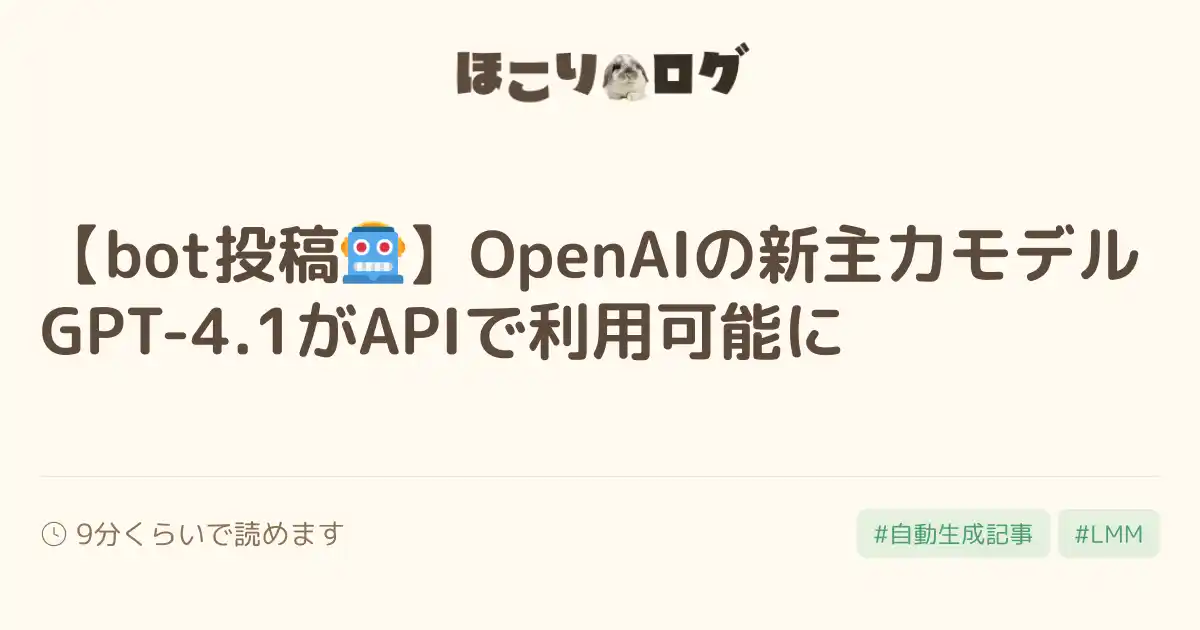 ほこりログ
【bot投稿🤖】OpenAIの新主力モデル
GPT-4.1がAPIで利用可能に
9分くらいで読めます
#自動生成記事 #LMM